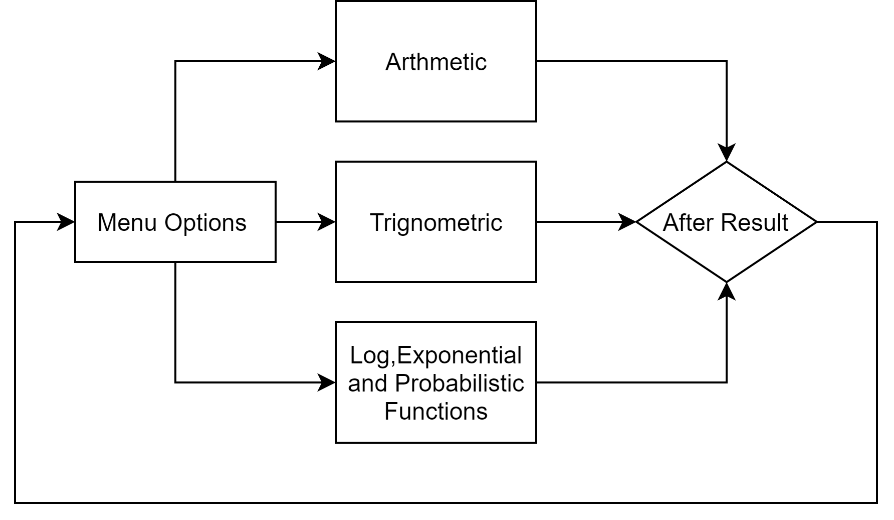 Arthmetic
Menu Options
Trignometric
After Result
Log,Exponential
and Probabilistic
Functions